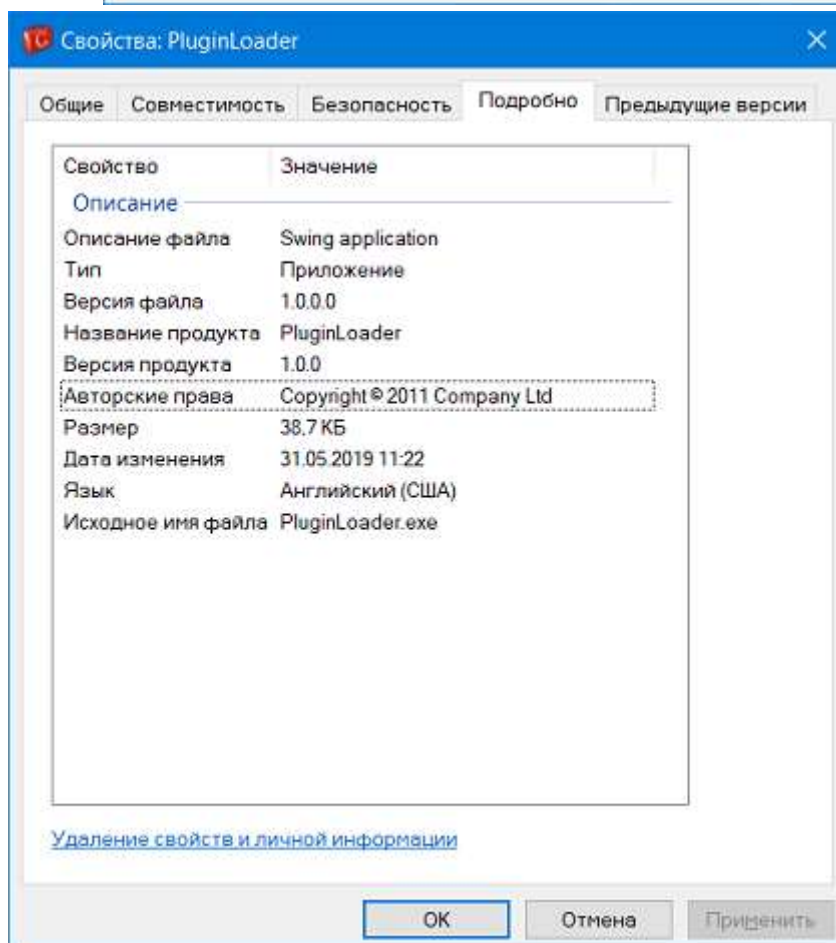 Свойства: PluginLoader
Общие Совместимость Безопасность Подробно Предыдущие версии
Свойство Значение
Описание
Описание файла Swing application
Тип Приложение
Версия файла 1.0.0.0
Название продукта PluginLoader
Версия продукта 1.0.0
Авторские права Copyright © 2011 Company Ltd
Размер 38,7 КБ
Дата изменения 31.05.2019 11:22
Язык Английский (США)
Исходное имя файла PluginLoader.exe
Удаление свойств и личной информации
OK Отмена Применить